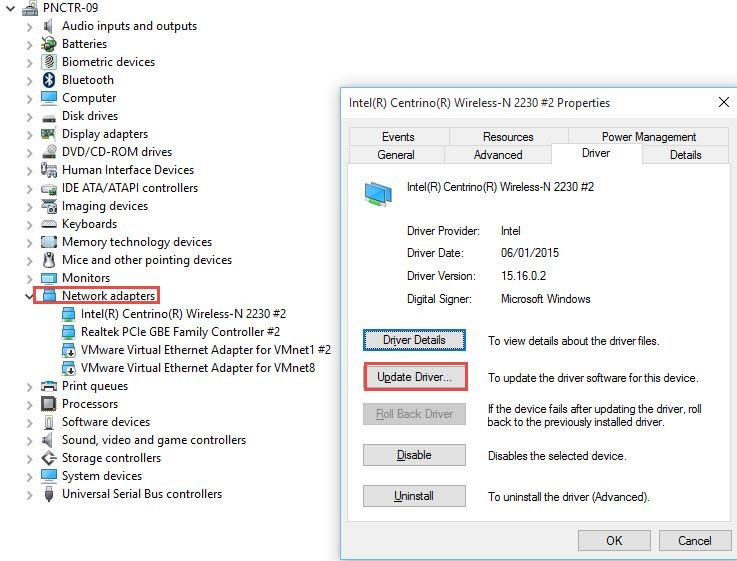 PNCTR-09
Audio inputs and outputs
Batteries
Biometric devices
Bluetooth
Computer
Disk drives
Display adapters
DVD/CD-ROM drives
Human Interface Devices
IDE ATA/ATAPI controllers
Imaging devices
Keyboards
Memory technology devices
Mice and other pointing devices
Monitors
Network adapters
Intel(R) Centrino(R) Wireless-N 2230 #2
Realtek PCIe GBE Family Controller #2
VMware Virtual Ethernet Adapter for VMnet1 #2
VMware Virtual Ethernet Adapter for VMnet8
Print queues
Processors
Software devices
Sound, video and game controllers
Storage controllers
System devices
Universal Serial Bus controllers
Intel(R) Centrino(R) Wireless-N 2230 #2 Properties
Events Resources Power Management
General Advanced Driver Details
Intel(R) Centrino(R) Wireless-N 2230 #2
Driver Provider: Intel
Driver Date: 06/01/2015
Driver Version: 15.16.0.2
Digital Signer: Microsoft Windows
Driver Details To view details about the driver files.
Update Driver... To update the driver software for this device.
Roll Back Driver If the device fails after updating the driver, roll
back to the previously installed driver.
Disable Disables the selected device.
Uninstall To uninstall the driver (Advanced).
OK Cancel